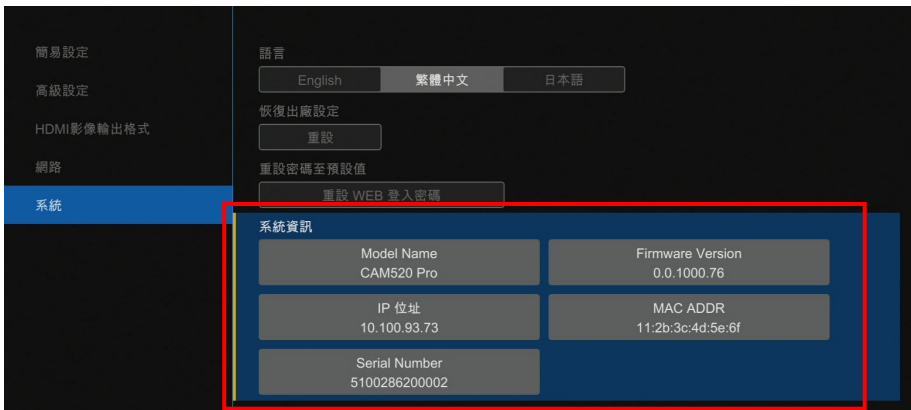 簡易設定
高級設定
HDMI影像輸出格式
網路
系統
語言
English 繁體中文 日本語
恢復出廠設定
重設
重設密碼至預設值
重設 WEB 登入密碼
系統資訊
Model Name
CAM520 Pro
Firmware Version
0.0.1000.76
IP 位址
10.100.93.73
MAC ADDR
11:2b:3c:4d:5e:6f
Serial Number
5100286200002